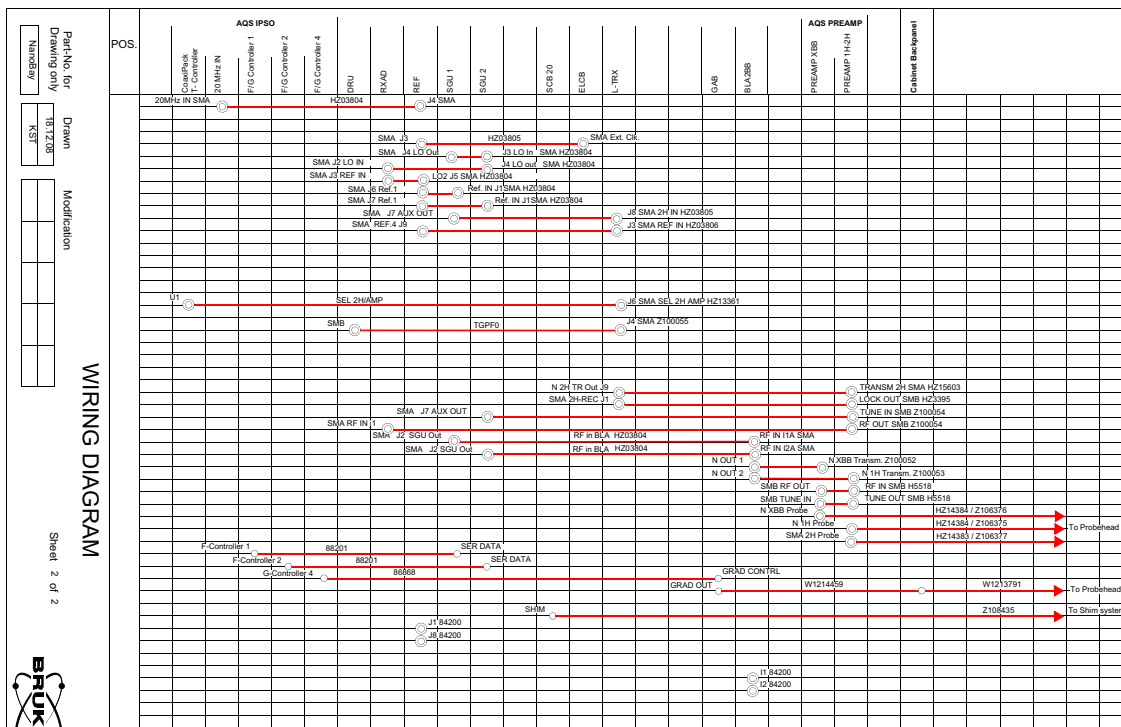 Part-No. for
Drawing only
NanoBay
Drawn
18.12.08
KST
Modification
WIRING DIAGRAM
Sheet 2 of 2
BRUK
POS.
AQS IPSO
AQS PREAMP
CoaxiPack
T- Controller
20 MHz IN
F/G Controller 1
F/G Controller 2
F/G Controller 4
DRU
RXAD
REF
SGU 1
SGU 2
SCB 20
ELCB
L-TRX
GAB
BLA2BB
PREAMP XBB
PREAMP 1H-2H
Cabinet Backpanel
20MHz IN SMA HZ03804 J4 SMA
SMA J3 HZ03805 SMA Ext. Clk.
SMA J4 LO Out J3 LO In SMA HZ03804
SMA J2 LO IN J4 LO out SMA HZ03804
SMA J3 REF IN LO2 J5 SMA HZ03804
SMA J6 Ref.1 Ref. IN J1SMA HZ03804
SMA J7 Ref.1 Ref. IN J1SMA HZ03804
SMA J7 AUX OUT J8 SMA 2H IN HZ03805
SMA REF.4 J9 J3 SMA REF IN HZ03806
U1 SEL 2H/AMP J6 SMA SEL 2H AMP HZ13361
SMB TGPF0 J4 SMA Z100055
N 2H TR Out J9 TRANSM 2H SMA HZ15603
SMA 2H-REC J1 LOCK OUT SMB HZ3395
SMA J7 AUX OUT TUNE IN SMB Z100054
SMA RF IN 1 RF OUT SMB Z100054
SMA J2 SGU Out RF in BLA HZ03804 RF IN I1A SMA
SMA J2 SGU Out RF in BLA HZ03804 RF IN I2A SMA
N OUT 1 N XBB Transm. Z100052
N OUT 2 N 1H Transm. Z100053
SMB RF OUT RF IN SMB H5518
SMB TUNE IN TUNE OUT SMB H5518
N XBB Probe HZ14384 / Z106376
N 1H Probe HZ14384 / Z106375 To Probehead
SMA 2H Probe HZ14383 / Z106377
F-Controller 1 88201 SER DATA
F-Controller 2 88201 SER DATA
G-Controller 4 86868 GRAD CONTRL
GRAD OUT W1214459 W1213791 To Probehead
SHIM Z108435 To Shim system
J1 84200
J8 84200
I1 84200
I2 84200